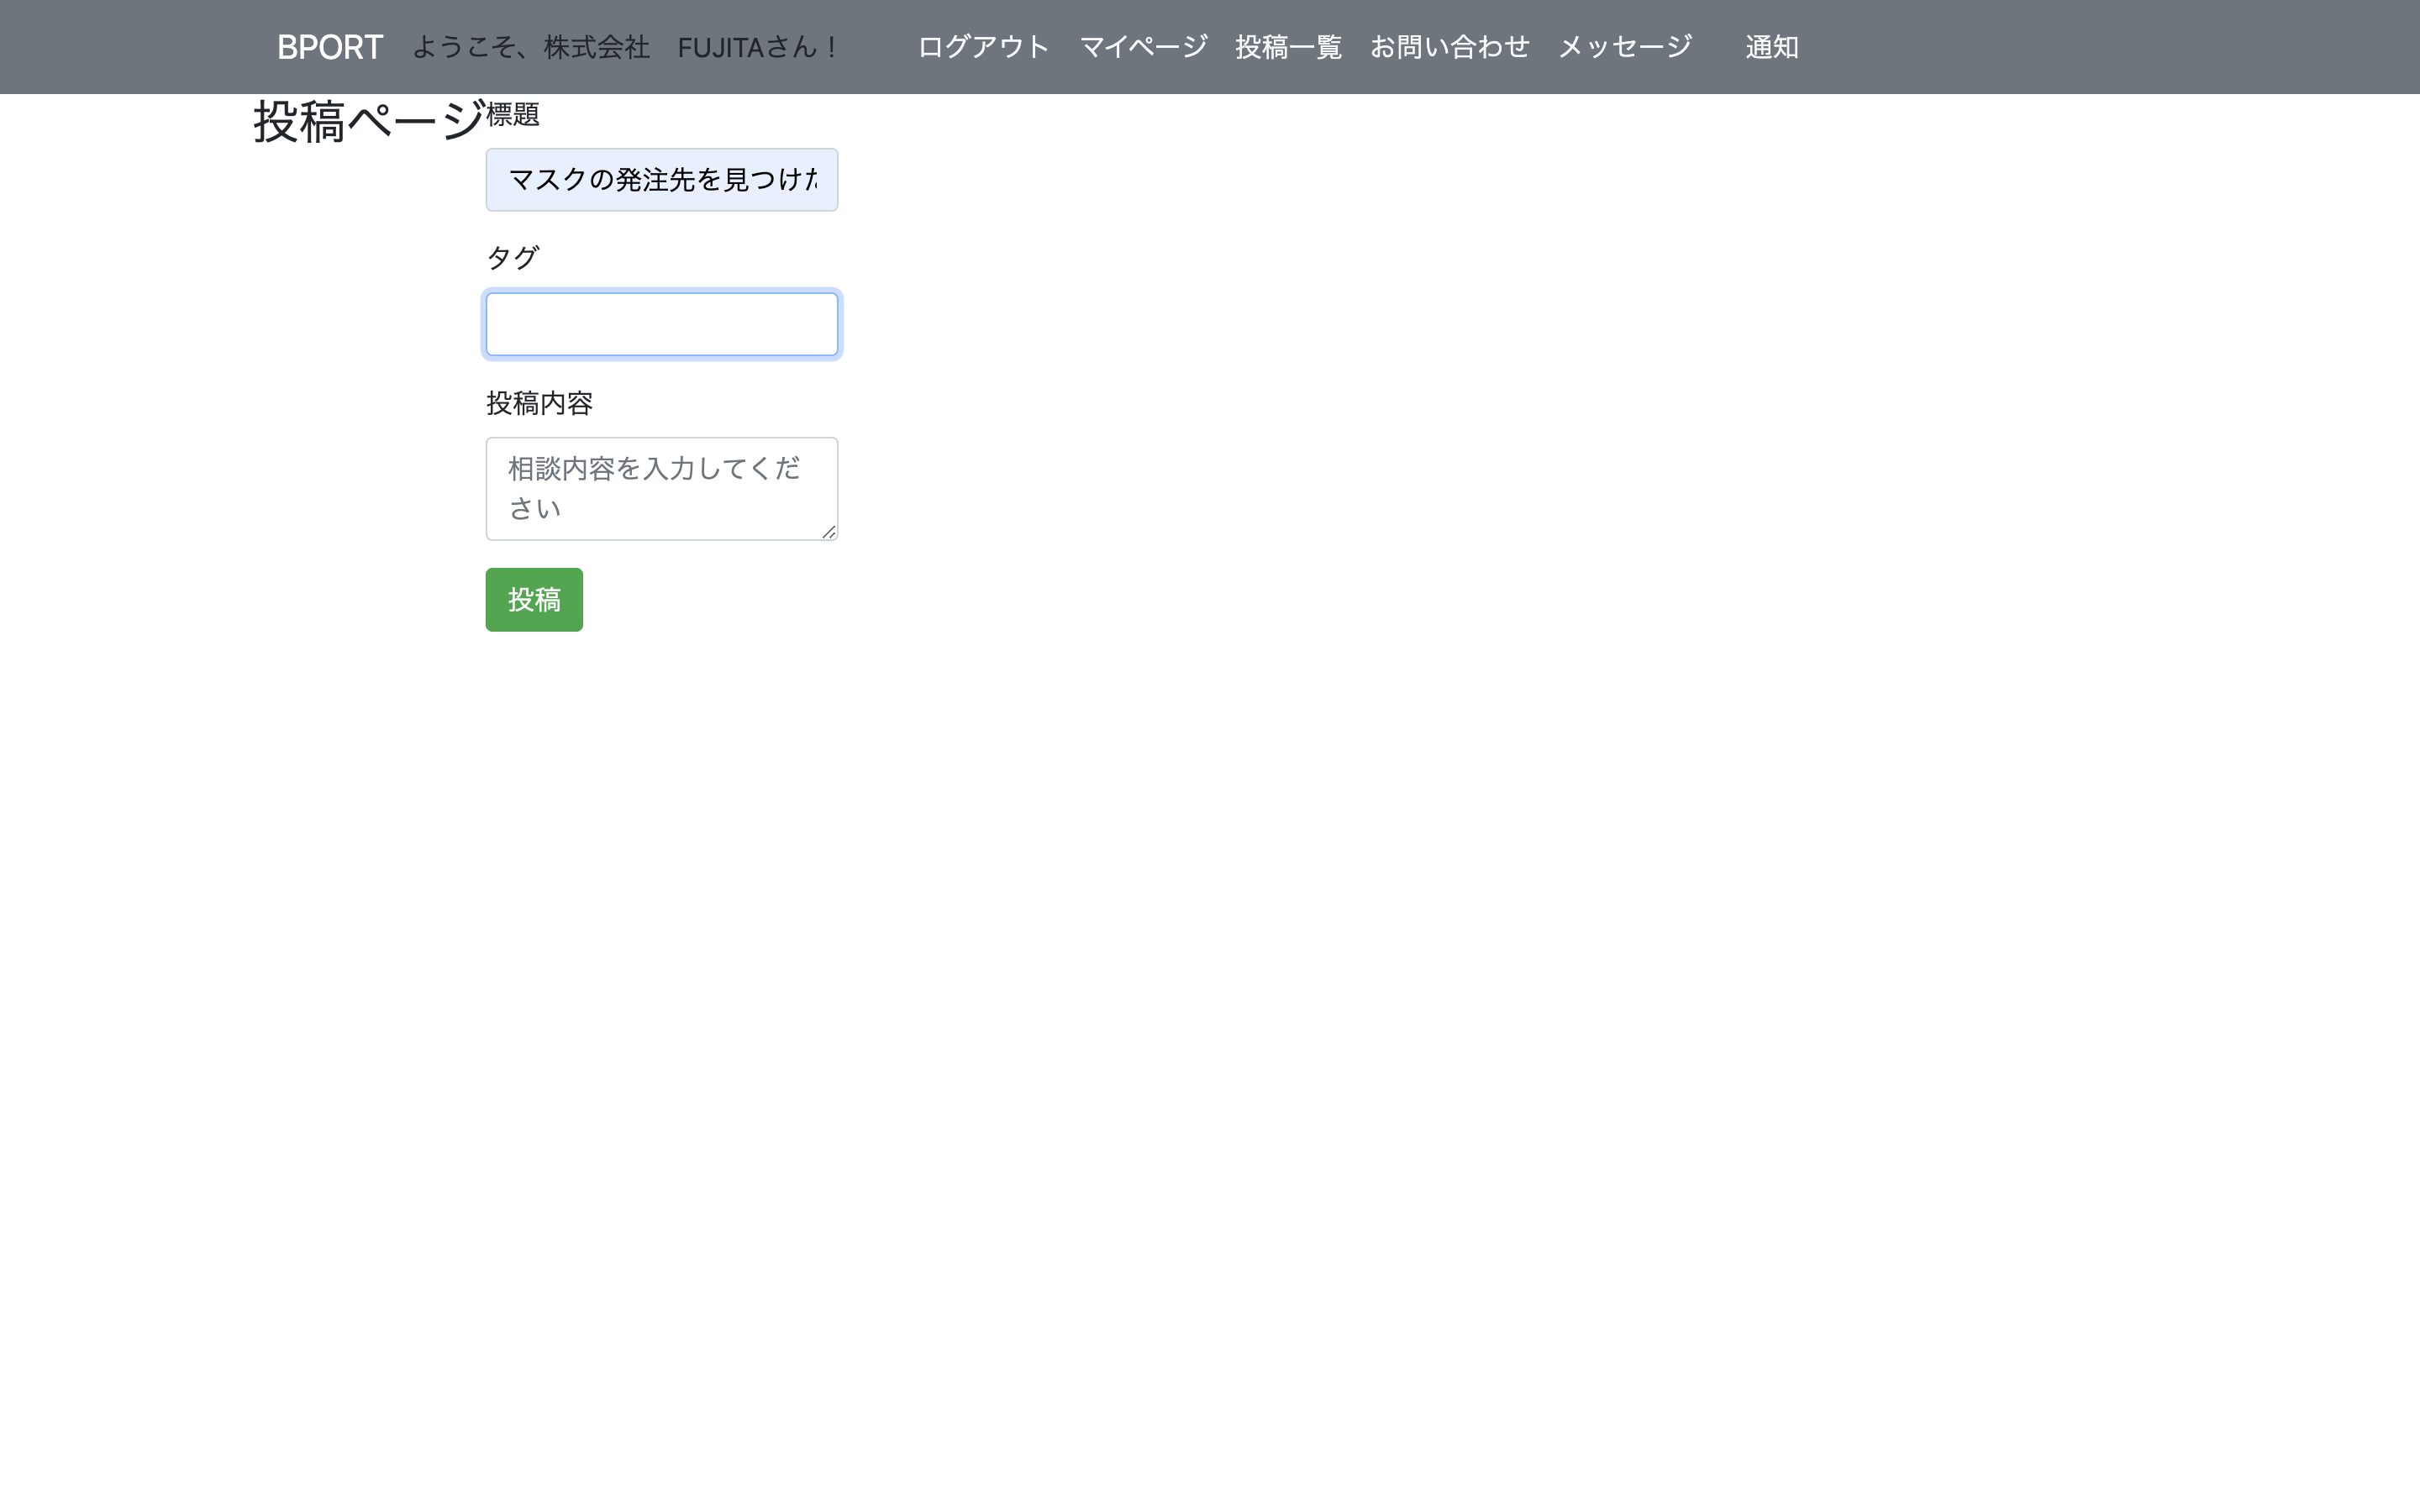 BPORT ようこそ、株式会社　FUJITAさん！ ログアウト マイページ 投稿一覧 お問い合わせ メッセージ 通知
投稿ページ
標題
マスクの発注先を見つけ
タグ
投稿内容
相談内容を入力してくだ
さい
投稿